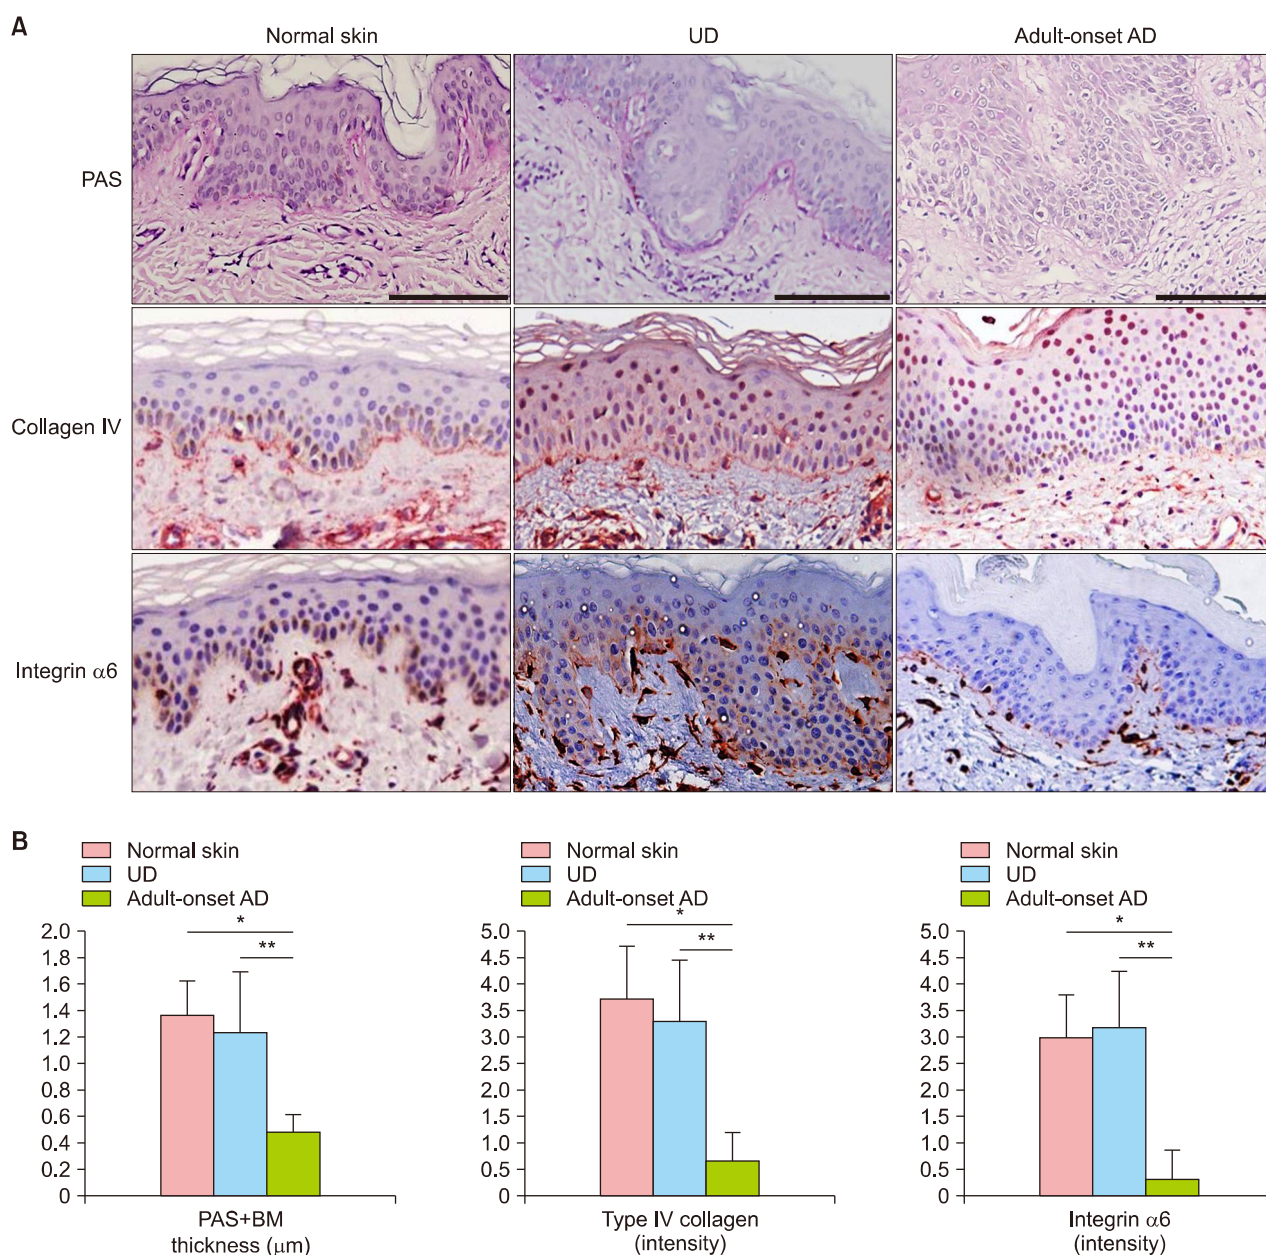 A
Normal skin
UD
Adult-onset AD
PAS
Collagen IV
Integrin α6
B
Normal skin
UD
Adult-onset AD
2.0
1.8
1.6
1.4
1.2
1.0
0.8
0.6
0.4
0.2
0
*
**
PAS+BM
thickness (μm)
Normal skin
UD
Adult-onset AD
5.0
4.5
4.0
3.5
3.0
2.5
2.0
1.5
1.0
0.5
0
*
**
Type IV collagen
(intensity)
Normal skin
UD
Adult-onset AD
5.0
4.5
4.0
3.5
3.0
2.5
2.0
1.5
1.0
0.5
0
*
**
Integrin α6
(intensity)